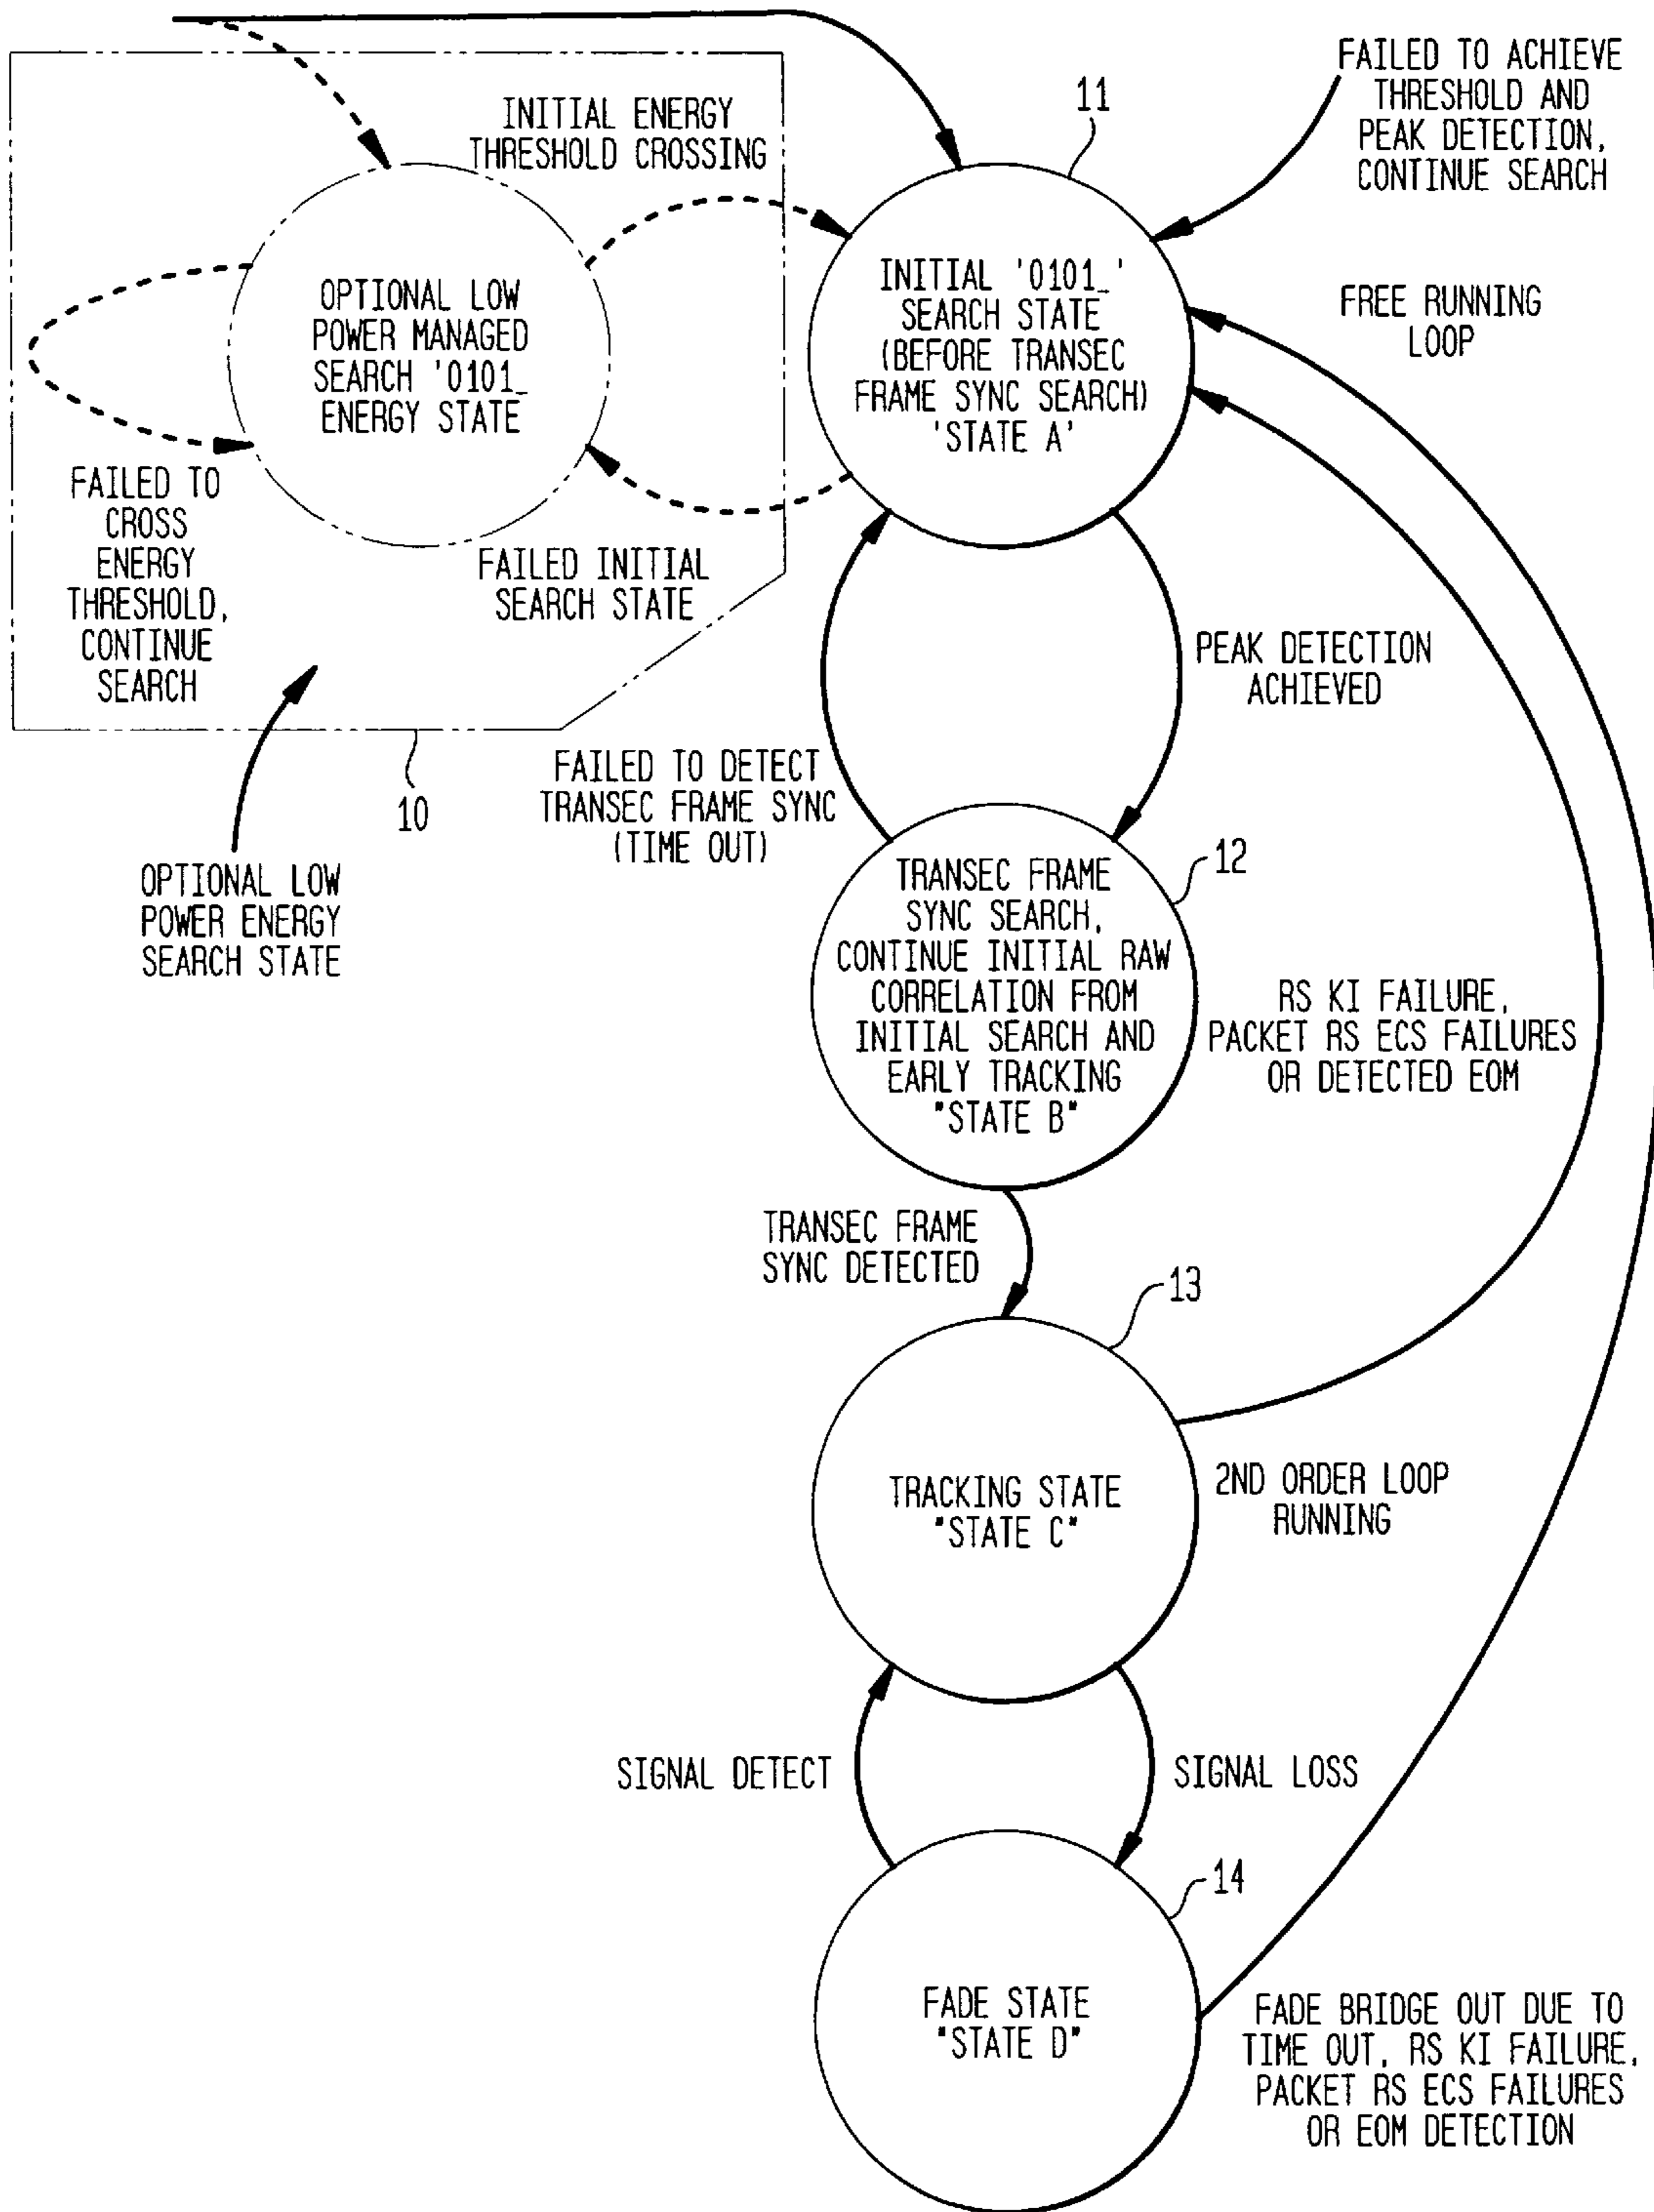 INITIAL ENERGY
THRESHOLD CROSSING
11
FAILED TO ACHIEVE
THRESHOLD AND
PEAK DETECTION,
CONTINUE SEARCH
OPTIONAL LOW
POWER MANAGED
SEARCH '0101_
ENERGY STATE
INITIAL '0101_'
SEARCH STATE
(BEFORE TRANSEC
FRAME SYNC SEARCH)
'STATE A'
FREE RUNNING
LOOP
FAILED TO
CROSS
ENERGY
THRESHOLD,
CONTINUE
SEARCH
FAILED INITIAL
SEARCH STATE
PEAK DETECTION
ACHIEVED
10
FAILED TO DETECT
TRANSEC FRAME SYNC
(TIME OUT)
OPTIONAL LOW
POWER ENERGY
SEARCH STATE
12
TRANSEC FRAME
SYNC SEARCH,
CONTINUE INITIAL RAW
CORRELATION FROM
INITIAL SEARCH AND
EARLY TRACKING
"STATE B"
RS KI FAILURE,
PACKET RS ECS FAILURES
OR DETECTED EOM
TRANSEC FRAME
SYNC DETECTED
13
TRACKING STATE
"STATE C"
2ND ORDER LOOP
RUNNING
SIGNAL DETECT
SIGNAL LOSS
14
FADE STATE
"STATE D"
FADE BRIDGE OUT DUE TO
TIME OUT, RS KI FAILURE,
PACKET RS ECS FAILURES
OR EOM DETECTION